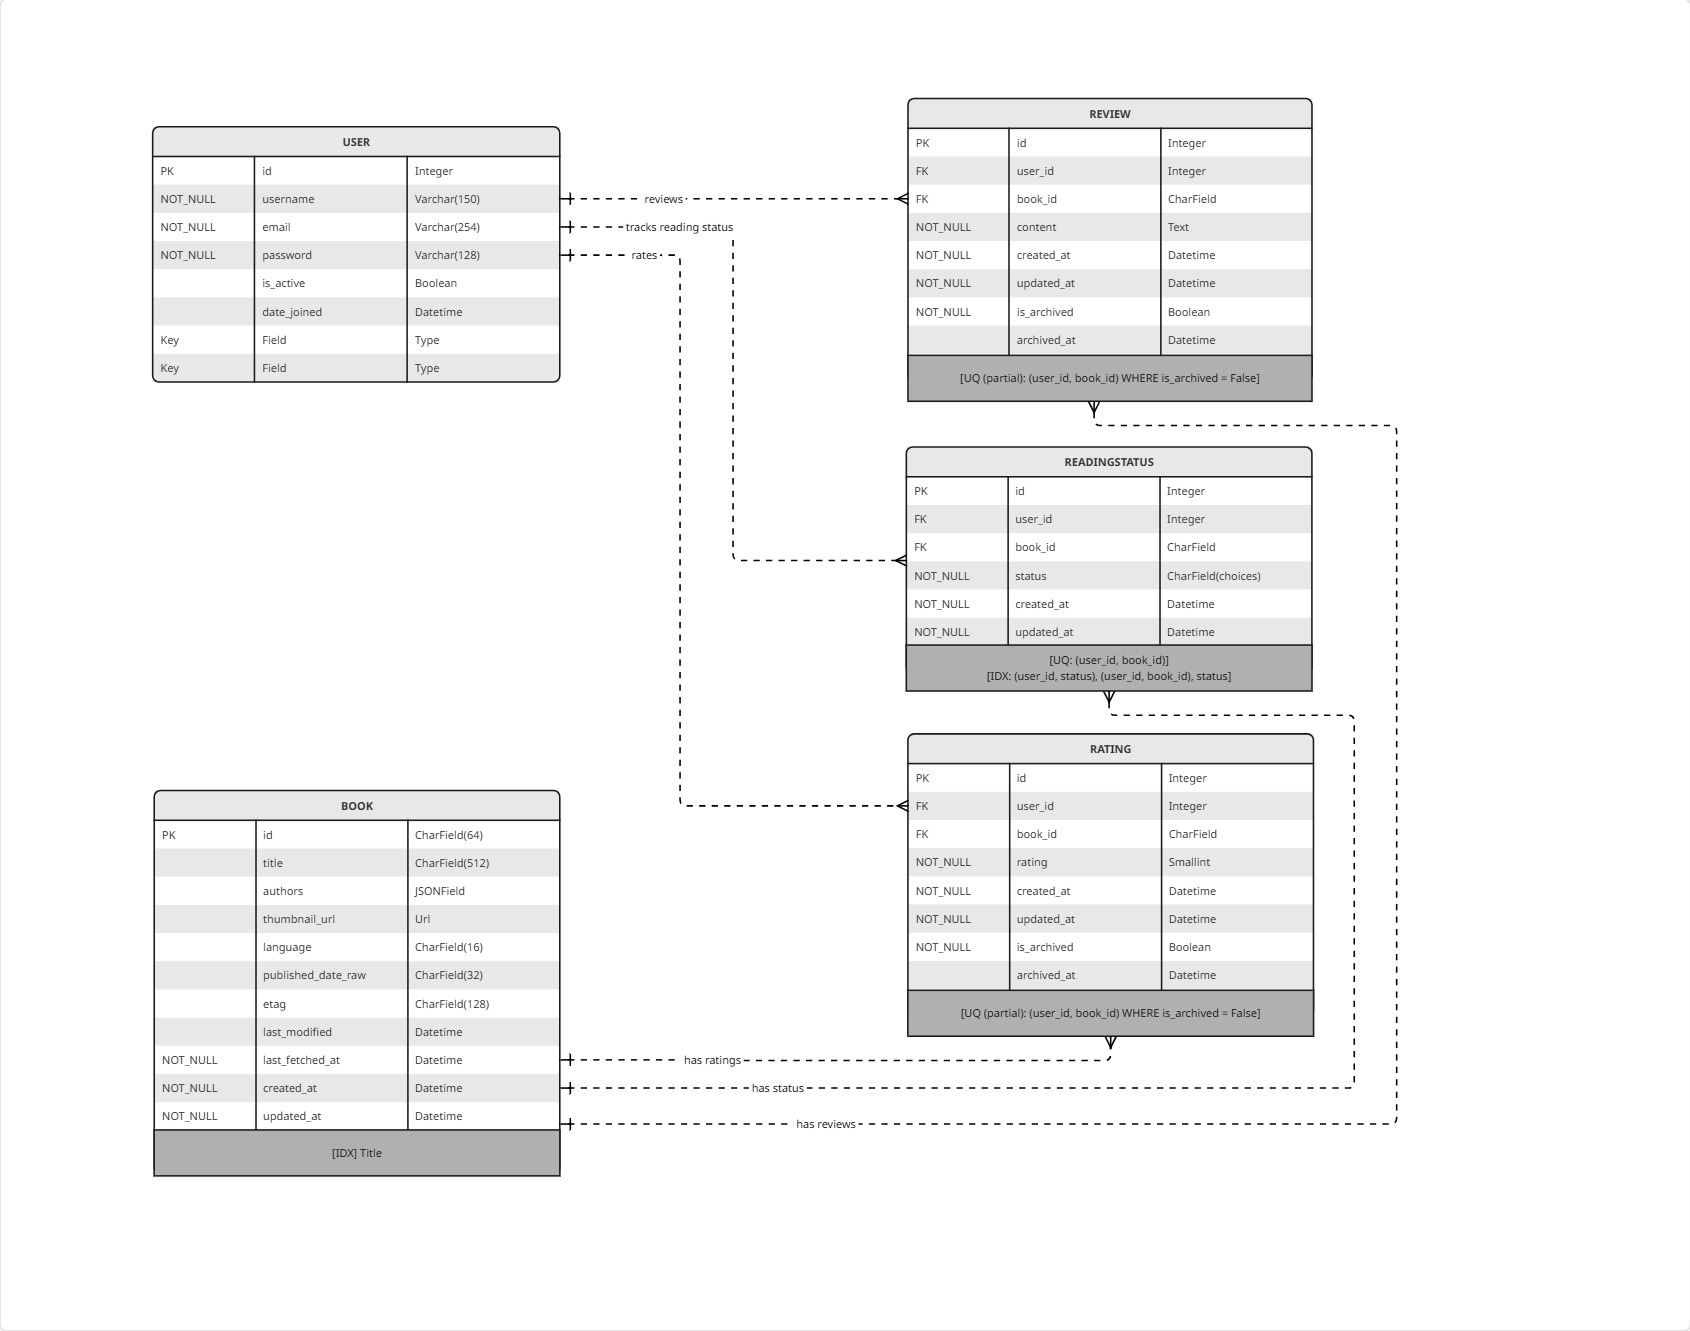 USER
PK id Integer
NOT_NULL username Varchar(150)
NOT_NULL email Varchar(254)
NOT_NULL password Varchar(128)
is_active Boolean
date_joined Datetime
Key Field Type
Key Field Type
reviews
tracks reading status
rates
REVIEW
PK id Integer
FK user_id Integer
FK book_id CharField
NOT_NULL content Text
NOT_NULL created_at Datetime
NOT_NULL updated_at Datetime
NOT_NULL is_archived Boolean
archived_at Datetime
[UQ (partial): (user_id, book_id) WHERE is_archived = False]
READINGSTATUS
PK id Integer
FK user_id Integer
FK book_id CharField
NOT_NULL status CharField(choices)
NOT_NULL created_at Datetime
NOT_NULL updated_at Datetime
[UQ: (user_id, book_id)]
[IDX: (user_id, status), (user_id, book_id), status]
RATING
PK id Integer
FK user_id Integer
FK book_id CharField
NOT_NULL rating Smallint
NOT_NULL created_at Datetime
NOT_NULL updated_at Datetime
NOT_NULL is_archived Boolean
archived_at Datetime
[UQ (partial): (user_id, book_id) WHERE is_archived = False]
BOOK
PK id CharField(64)
title CharField(512)
authors JSONField
thumbnail_url Url
language CharField(16)
published_date_raw CharField(32)
etag CharField(128)
last_modified Datetime
NOT_NULL last_fetched_at Datetime
NOT_NULL created_at Datetime
NOT_NULL updated_at Datetime
[IDX] Title
has ratings
has status
has reviews